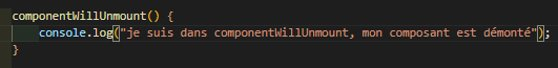 componentWillUnmount() {
console.log("je suis dans componentWillUnmount, mon composant est démonté");
}